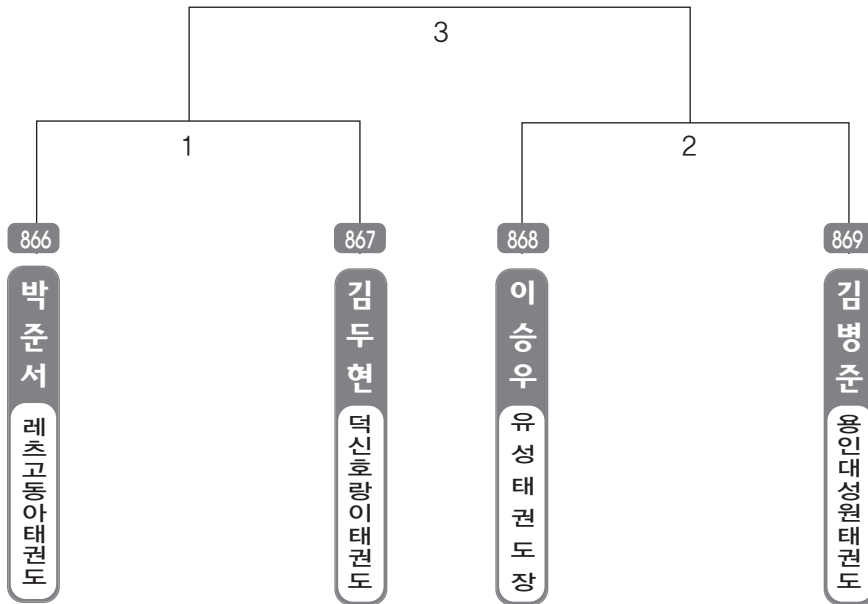 3
1
2
866
867
868
869
박준서
김두현
이승우
김병준
레츠고동아태권도
덕신호랑이태권도
유성태권도장
용인대성원태권도